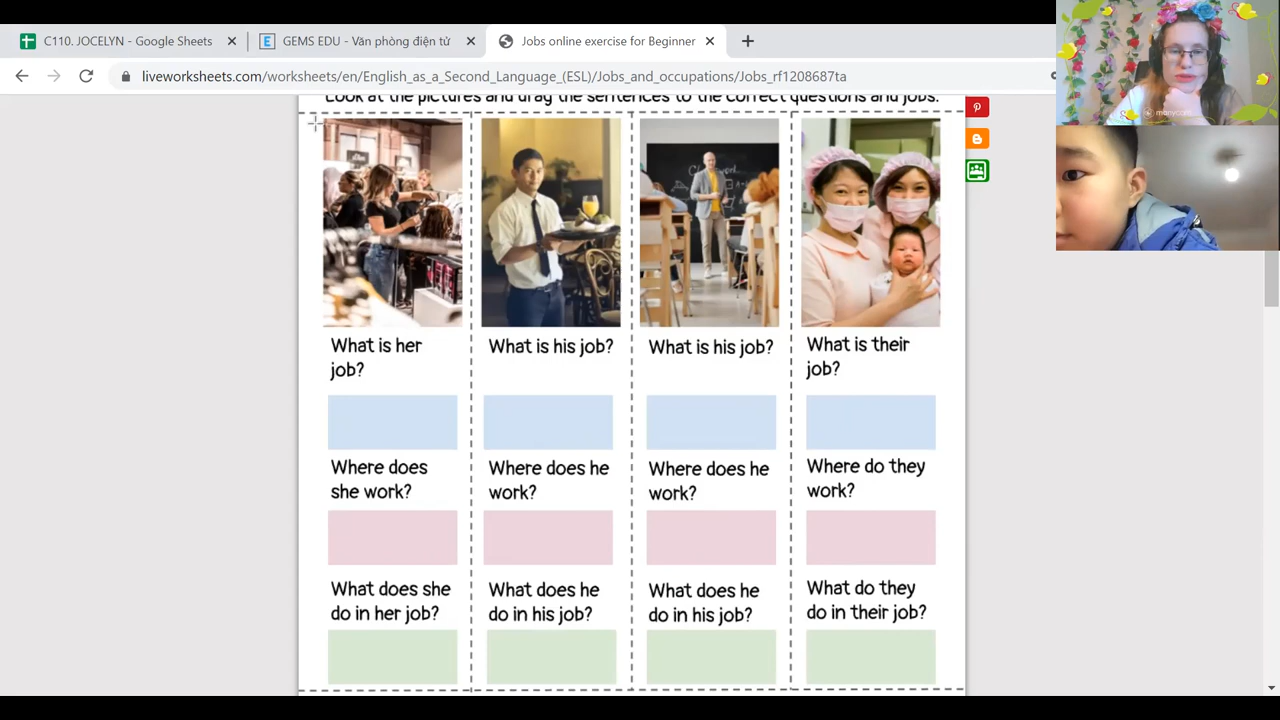 C110. JOCELYN - Google Sheets
GEMS EDU - Văn phòng điện tử
Jobs online exercise for Beginner
liveworksheets.com/worksheets/en/English_as_a_Second_Language_(ESL)/Jobs_and_occupations/Jobs_rf1208687ta
Look at the pictures and drag the sentences to the correct questions and jobs.
What is her
job?
What is his job?
What is his job?
What is their
job?
Where does
she work?
Where does he
work?
Where does he
work?
Where do they
work?
What does she
do in her job?
What does he
do in his job?
What does he
do in his job?
What do they
do in their job?